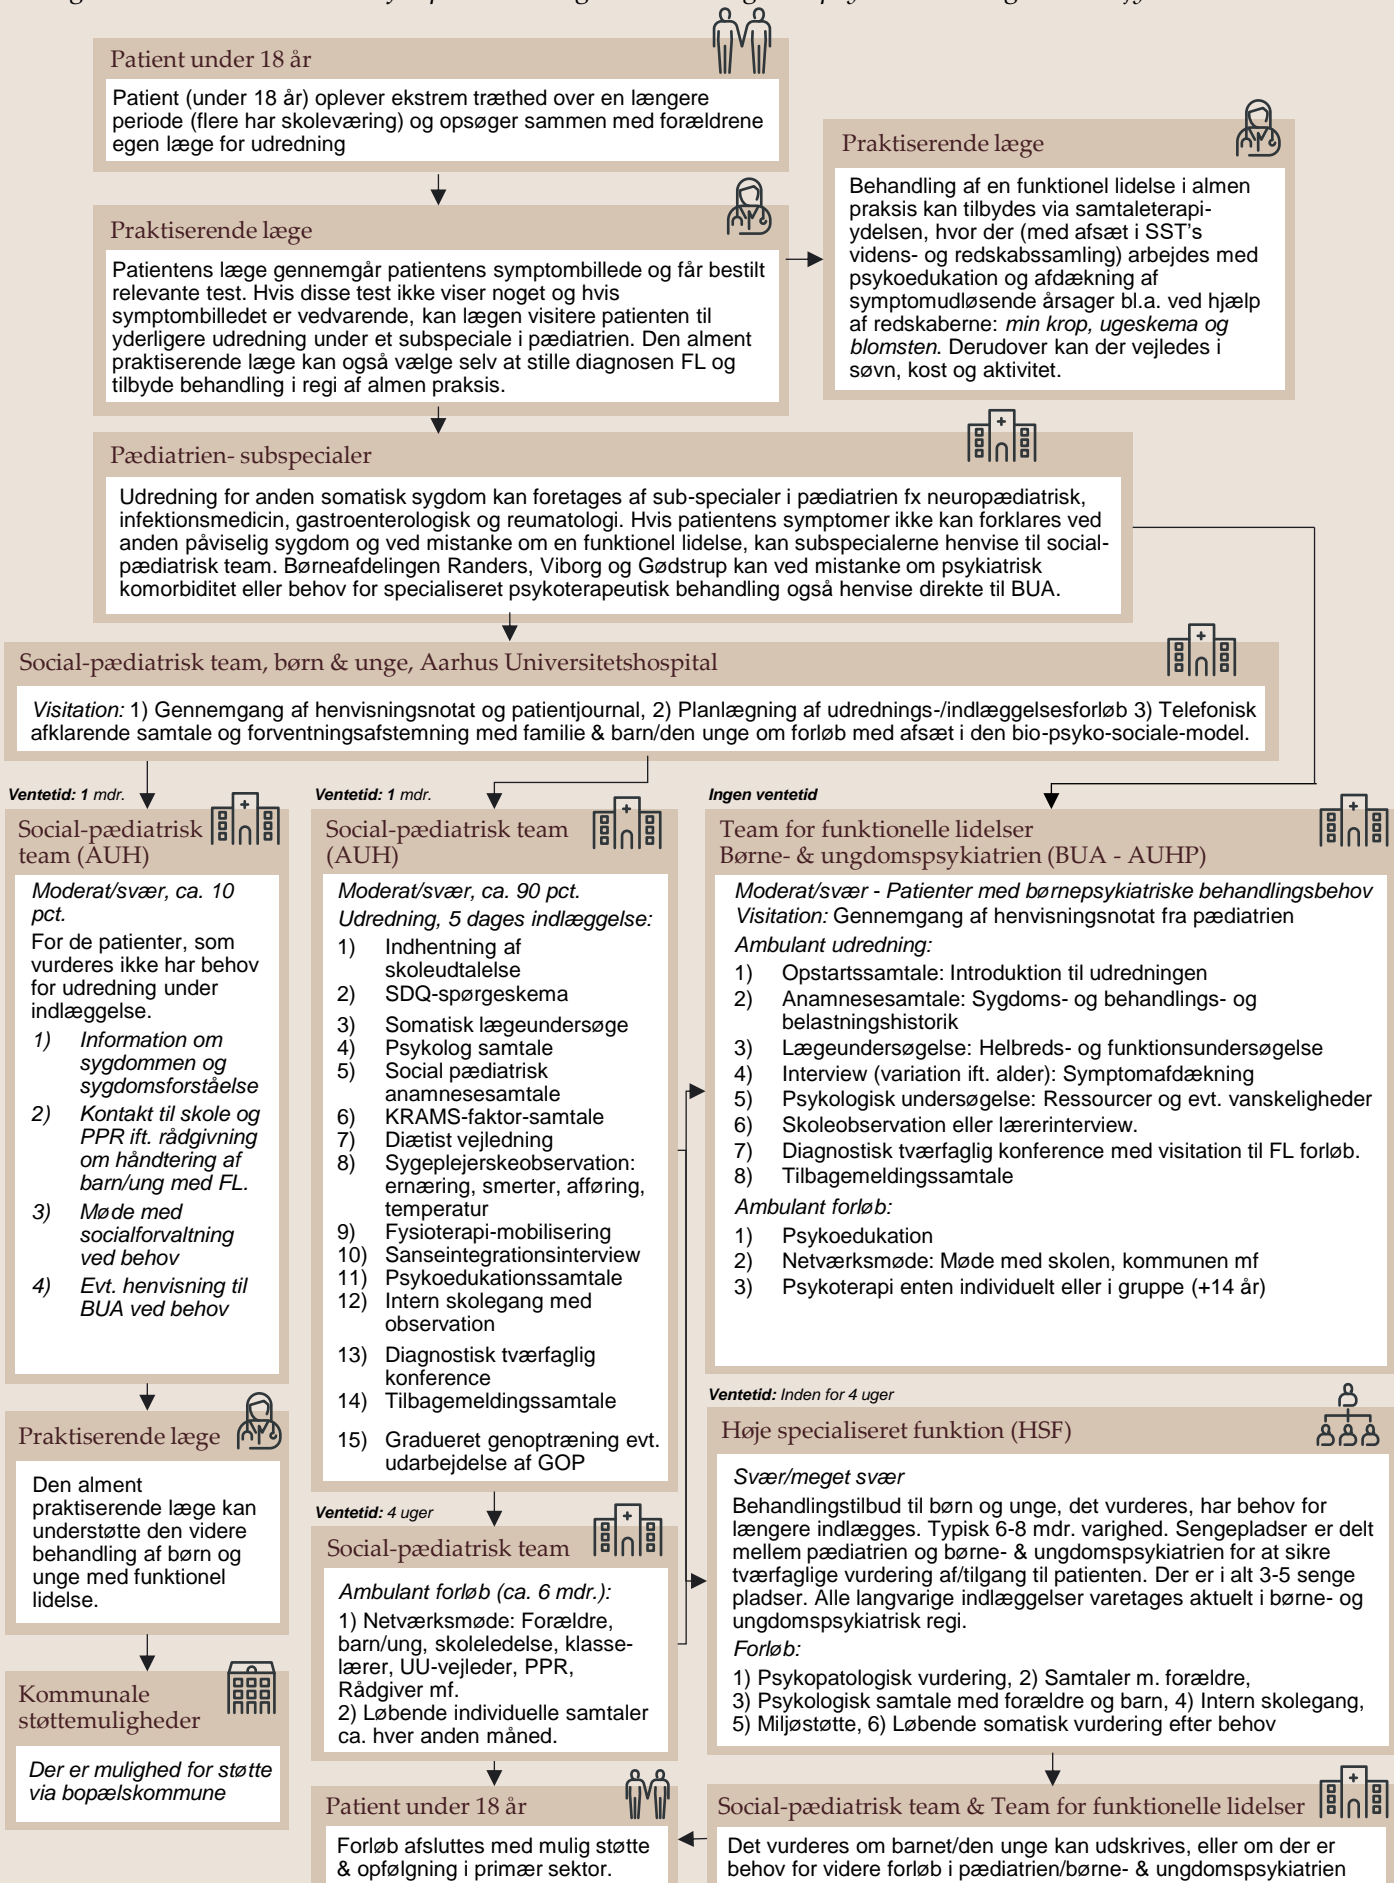 Patient under 18 år
Patient (under 18 år) oplever ekstrem træthed over en længere
periode (flere har skoleværing) og opsøger sammen med forældrene
egen læge for udredning
Praktiserende læge
Patientens læge gennemgår patientens symptombillede og får bestilt
relevante test. Hvis disse test ikke viser noget og hvis
symptombilledet er vedvarende, kan lægen visitere patienten til
yderligere udredning under et subspeciale i pædiatrien. Den alment
praktiserende læge kan også vælge selv at stille diagnosen FL og
tilbyde behandling i regi af almen praksis.
Praktiserende læge
Behandling af en funktionel lidelse i almen
praksis kan tilbydes via samtaleterapi-
ydelsen, hvor der (med afsæt i SST's
videns- og redskabssamling) arbejdes med
psykoedukation og afdækning af
symptomudløsende årsager bl.a. ved hjælp
af redskaberne: min krop, ugeskema og
blomsten. Derudover kan der vejledes i
søvn, kost og aktivitet.
Pædiatrien- subspecialer
Udredning for anden somatisk sygdom kan foretages af sub-specialer i pædiatrien fx neuropædiatrisk,
infektionsmedicin, gastroenterologisk og reumatologi. Hvis patientens symptomer ikke kan forklares ved
anden påviselig sygdom og ved mistanke om en funktionel lidelse, kan subspecialerne henvise til social-
pædiatrisk team. Børneafdelingen Randers, Viborg og Gødstrup kan ved mistanke om psykiatrisk
komorbiditet eller behov for specialiseret psykoterapeutisk behandling også henvise direkte til BUA.
Social-pædiatrisk team, børn & unge, Aarhus Universitetshospital
Visitation: 1) Gennemgang af henvisningsnotat og patientjournal, 2) Planlægning af udrednings-/indlæggelsesforløb 3) Telefonisk
afklarende samtale og forventningsafstemning med familie & barn/den unge om forløb med afsæt i den bio-psyko-sociale-model.
Ventetid: 1 mdr.
Social-pædiatrisk
team (AUH)
Moderat/svær, ca. 10
pct.
For de patienter, som
vurderes ikke har behov
for udredning under
indlæggelse.
1) Information om
sygdommen og
sygdomsforståelse
2) Kontakt til skole og
PPR ift. rådgivning
om håndtering af
barn/ung med FL.
3) Møde med
socialforvaltning
ved behov
4) Evt. henvisning til
BUA ved behov
Praktiserende læge
Den alment
praktiserende læge kan
understøtte den videre
behandling af børn og
unge med funktionel
lidelse.
Kommunale
støttemuligheder
Der er mulighed for støtte
via bopælskommune
Ventetid: 1 mdr.
Social-pædiatrisk team
(AUH)
Moderat/svær, ca. 90 pct.
Udredning, 5 dages indlæggelse:
1) Indhentning af
skoleudtalelse
2) SDQ-spørgeskema
3) Somatisk lægeundersøge
4) Psykolog samtale
5) Social pædiatrisk
anamnesesamtale
6) KRAMS-faktor-samtale
7) Diætist vejledning
8) Sygeplejerskeobservation:
ernæring, smerter, afføring,
temperatur
9) Fysioterapi-mobilisering
10) Sanseintegrationsinterview
11) Psykoedukationssamtale
12) Intern skolegang med
observation
13) Diagnostisk tværfaglig
konference
14) Tilbagemeldingssamtale
15) Gradueret genoptræning evt.
udarbejdelse af GOP
Ventetid: 4 uger
Social-pædiatrisk team
Ambulant forløb (ca. 6 mdr.):
1) Netværksmøde: Forældre,
barn/ung, skoleledelse, klasse-
lærer, UU-vejleder, PPR,
Rådgiver mf.
2) Løbende individuelle samtaler
ca. hver anden måned.
Patient under 18 år
Forløb afsluttes med mulig støtte
& opfølgning i primær sektor.
Ingen ventetid
Team for funktionelle lidelser
Børne- & ungdomspsykiatrien (BUA - AUHP)
Moderat/svær - Patienter med børnepsykiatriske behandlingsbehov
Visitation: Gennemgang af henvisningsnotat fra pædiatrien
Ambulant udredning:
1) Opstartssamtale: Introduktion til udredningen
2) Anamnesesamtale: Sygdoms- og behandlings- og
belastningshistorik
3) Lægeundersøgelse: Helbreds- og funktionsundersøgelse
4) Interview (variation ift. alder): Symptomafdækning
5) Psykologisk undersøgelse: Ressourcer og evt. vanskeligheder
6) Skoleobservation eller lærerinterview.
7) Diagnostisk tværfaglig konference med visitation til FL forløb.
8) Tilbagemeldingssamtale
Ambulant forløb:
1) Psykoedukation
2) Netværksmøde: Møde med skolen, kommunen mf
3) Psykoterapi enten individuelt eller i gruppe (+14 år)
Ventetid: Inden for 4 uger
Høje specialiseret funktion (HSF)
Svær/meget svær
Behandlingstilbud til børn og unge, det vurderes, har behov for
længere indlægges. Typisk 6-8 mdr. varighed. Sengepladser er delt
mellem pædiatrien og børne- & ungdomspsykiatrien for at sikre
tværfaglige vurdering af/tilgang til patienten. Der er i alt 3-5 senge
pladser. Alle langvarige indlæggelser varetages aktuelt i børne- og
ungdomspsykiatrisk regi.
Forløb:
1) Psykopatologisk vurdering, 2) Samtaler m. forældre,
3) Psykologisk samtale med forældre og barn, 4) Intern skolegang,
5) Miljøstøtte, 6) Løbende somatisk vurdering efter behov
Social-pædiatrisk team & Team for funktionelle lidelser
Det vurderes om barnet/den unge kan udskrives, eller om der er
behov for videre forløb i pædiatrien/børne- & ungdomspsykiatrien